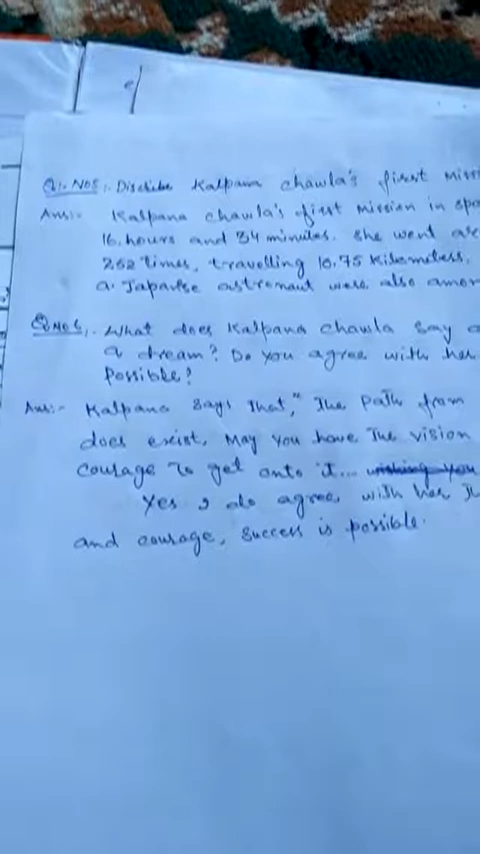 Q. No5:- Discribe Kalpana Chawla's first Miss
Ans:- Kalpana chawla's first Mission in spa
16 hours and 34 minutes. She went ar
252 times, travelling 10.75 Kilometers.
a Japanese astronaut were also amon
Q No6:- What does Kalpana chawla say a
a dream? Do you agree with her
Possible?
Ans:- Kalpana says that," The Path from
does exist. May you have The vision
courage to get onto it... wishing you
Yes I do agree with her
and courage, success is possible.